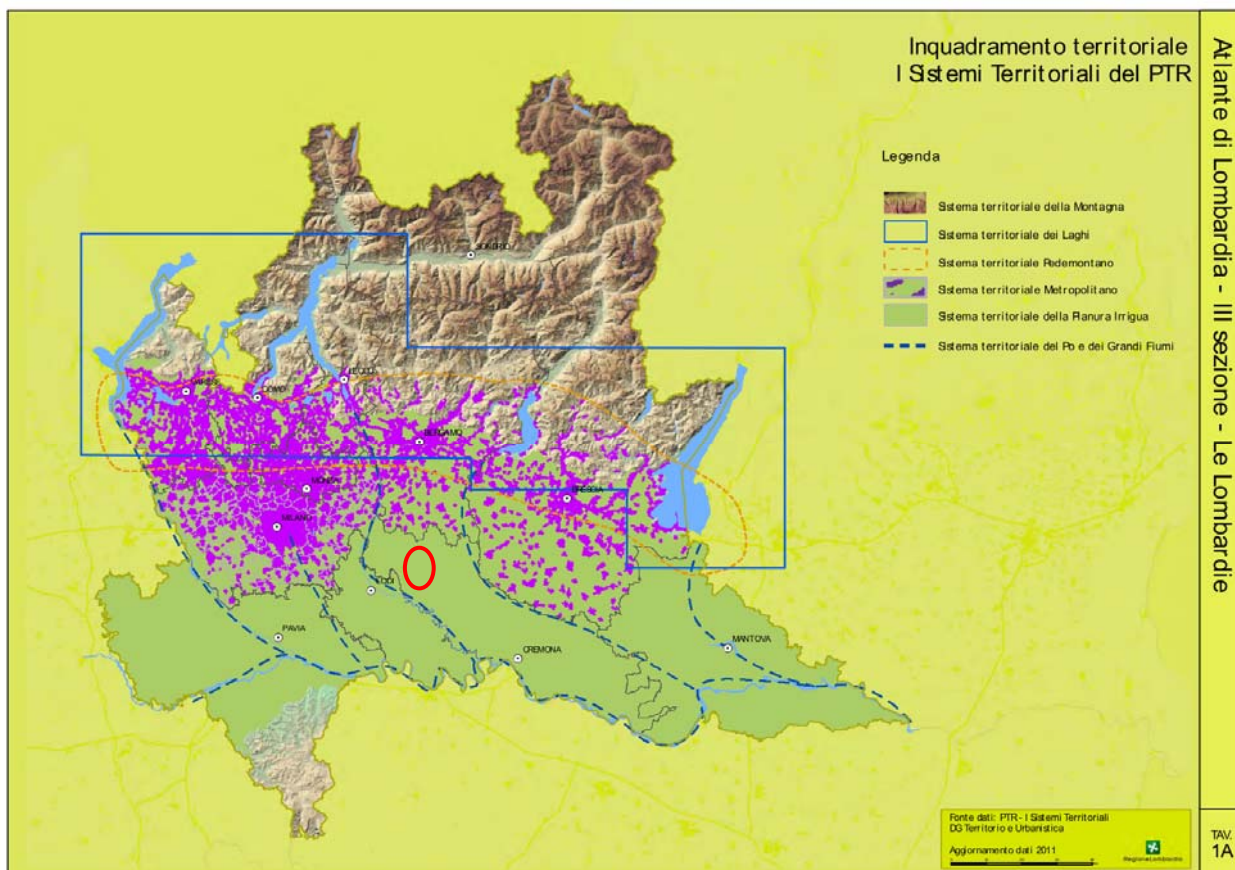 Inquadramento territoriale
I Sistemi Territoriali del PTR
Legenda
Sistema territoriale della Montagna
Sistema territoriale dei Laghi
Sistema territoriale Pedemontano
Sistema territoriale Metropolitano
Sistema territoriale della Pianura Irrigua
Sistema territoriale del Po e dei Grandi Fiumi
SONDRIO
LECCO
VARESE
COMO
BERGAMO
MONZA
BRESCIA
MILANO
LODI
PAVIA
CREMONA
MANTOVA
Fonte dati: PTR - I Sistemi Territoriali
DG Territorio e Urbanistica
Aggiornamento dati 2011
RegioneLombardia
Atlante di Lombardia - III sezione - Le Lombardie
TAV.
1A